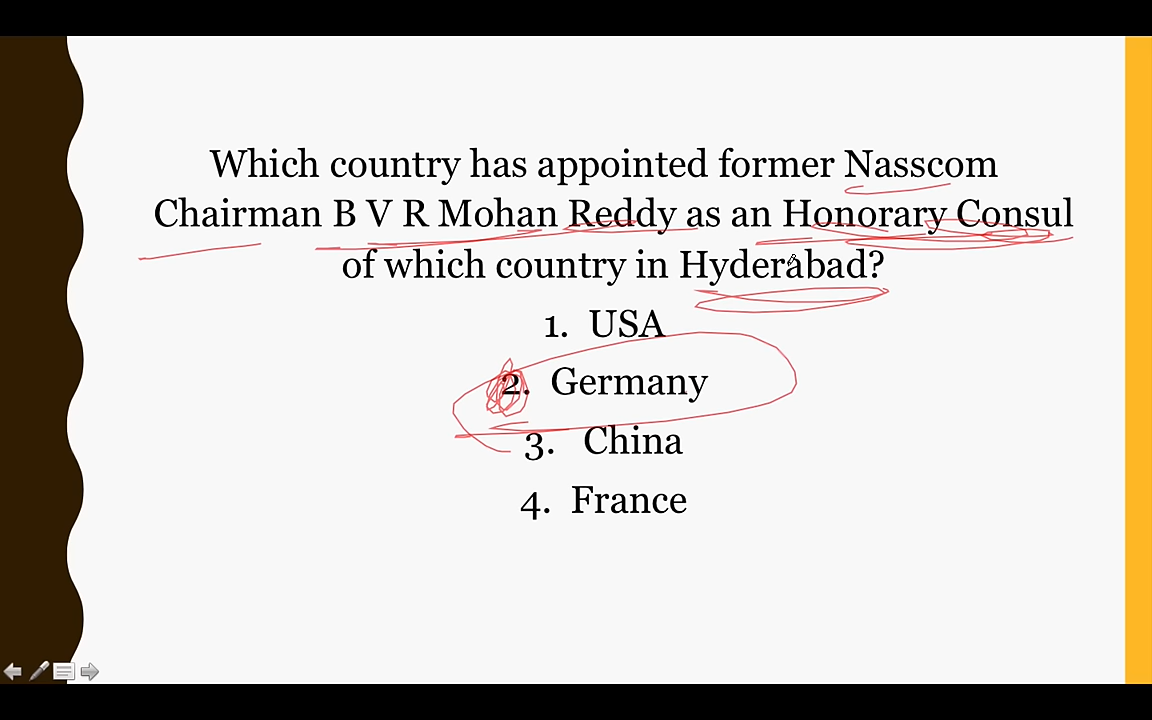 Which country has appointed former Nasscom
Chairman B V R Mohan Reddy as an Honorary Consul
of which country in Hyderabad?
1. USA
2. Germany
3. China
4. France